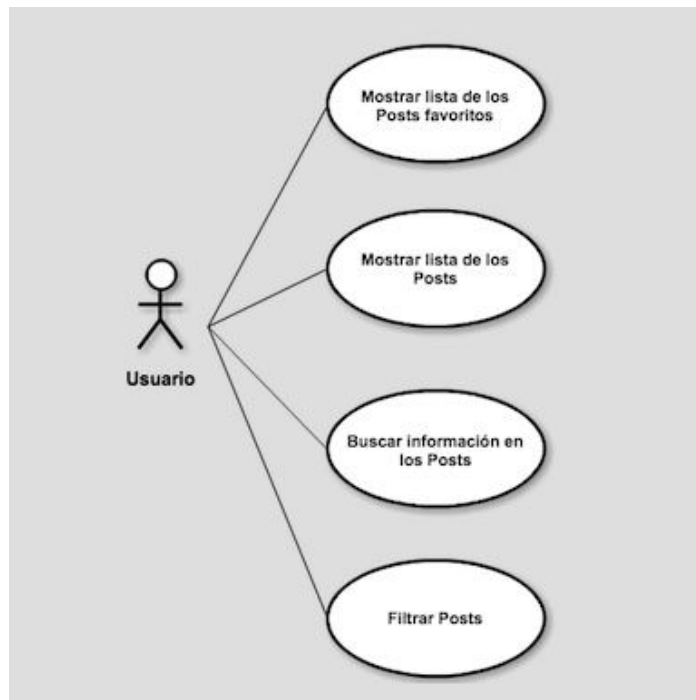 Mostrar lista de los
Posts favoritos
Mostrar lista de los
Posts
Usuario
Buscar información en
los Posts
Filtrar Posts